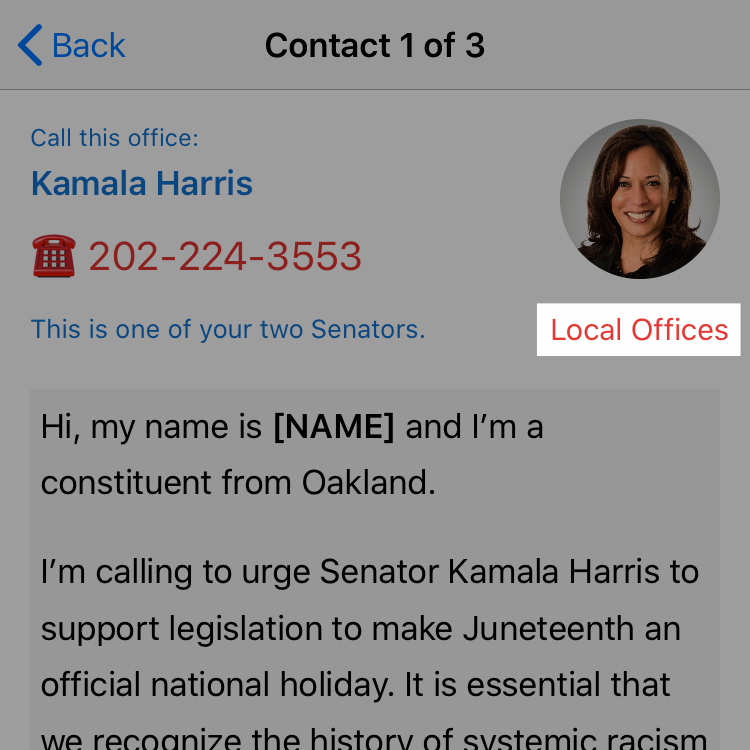 Back
Contact 1 of 3
Call this office:
Kamala Harris
202-224-3553
This is one of your two Senators.
Local Offices
Hi, my name is [NAME] and I’m a
constituent from Oakland.
I’m calling to urge Senator Kamala Harris to
support legislation to make Juneteenth an
official national holiday. It is essential that
we recognize the history of systemic racism